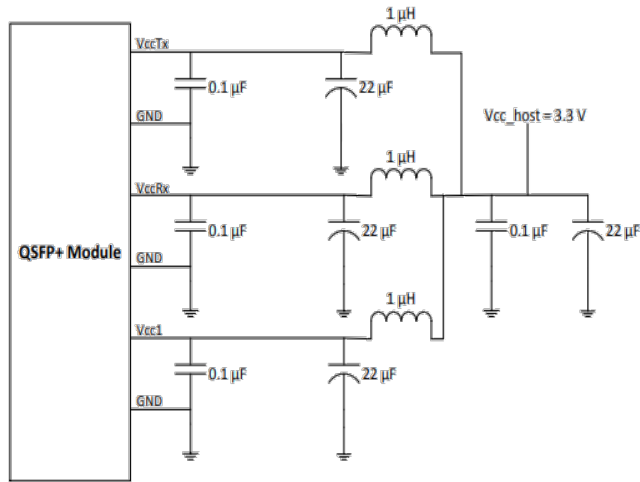 1 µH
VccTx
0.1 µF
22 µF
GND
Vcc_host = 3.3 V
1 µH
VccRx
0.1 µF
22 µF
0.1 µF
22 µF
QSFP+ Module
GND
1 µH
Vcc1
0.1 µF
22 µF
GND